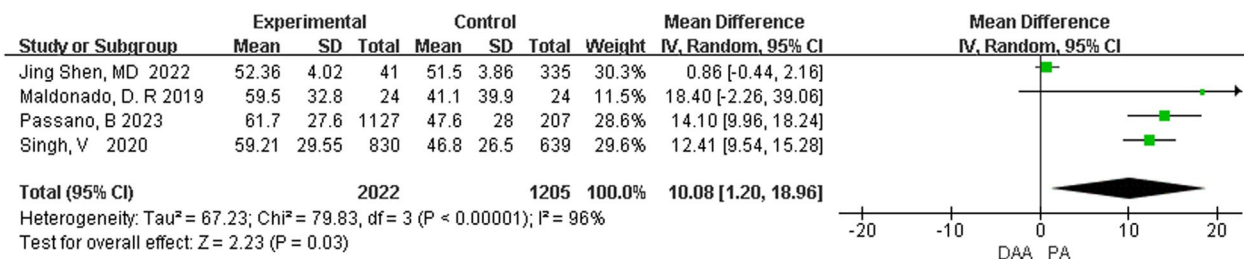 Experimental Control Mean Difference Mean Difference
Study or Subgroup Mean SD Total Mean SD Total Weight IV, Random, 95% CI IV, Random, 95% CI
Jing Shen, MD 2022 52.36 4.02 41 51.5 3.86 335 30.3% 0.86 [-0.44, 2.16]
Maldonado, D. R 2019 59.5 32.8 24 41.1 39.9 24 11.5% 18.40 [-2.26, 39.06]
Passano, B 2023 61.7 27.6 1127 47.6 28 207 28.6% 14.10 [9.96, 18.24]
Singh, V 2020 59.21 29.55 830 46.8 26.5 639 29.6% 12.41 [9.54, 15.28]
Total (95% CI) 2022 1205 100.0% 10.08 [1.20, 18.96]
Heterogeneity: Tau² = 67.23; Chi² = 79.83, df = 3 (P < 0.00001); I² = 96%
Test for overall effect: Z = 2.23 (P = 0.03)
-20 -10 0 10 20
DAA PA